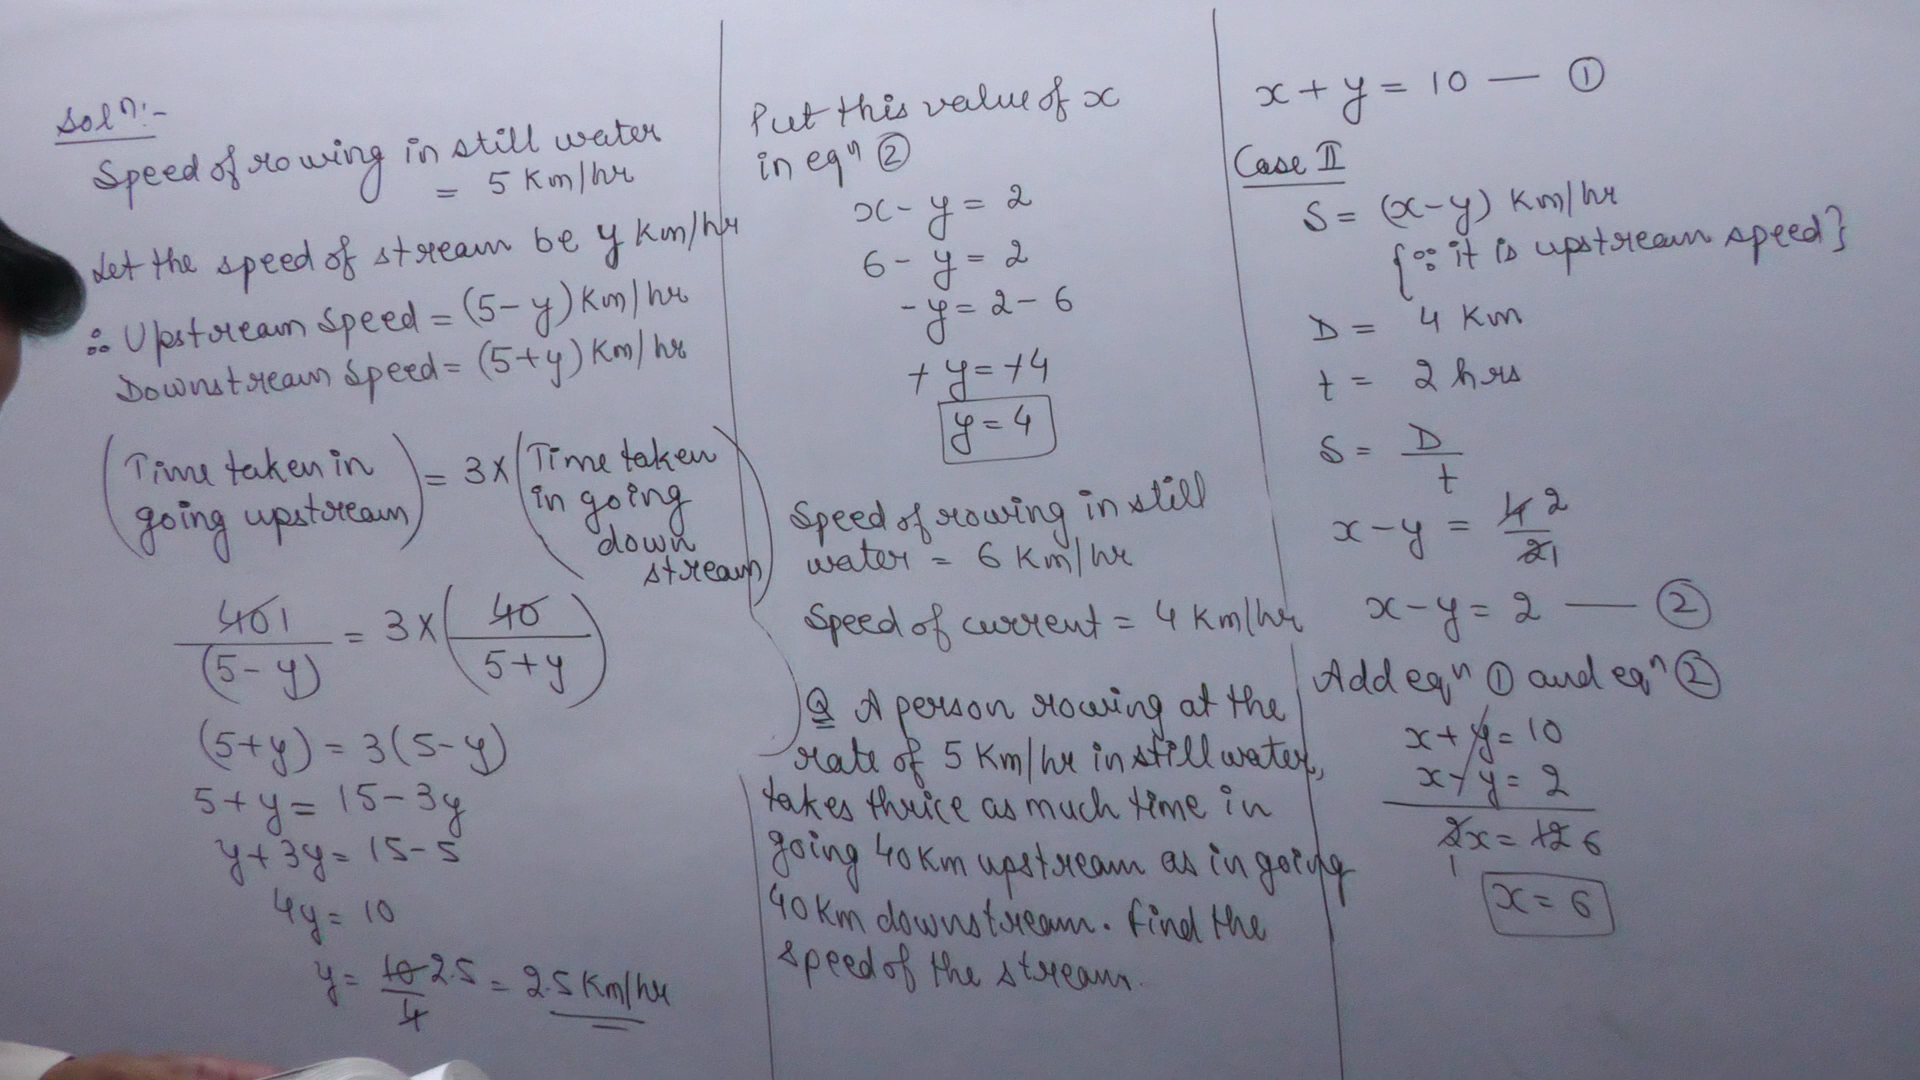 Solⁿ:-
Speed of rowing in still water
= 5 Km/hr
Let the speed of stream be y Km/hr
∴ Upstream Speed = (5-y) Km/hr
Downstream Speed = (5+y) Km/hr
(Time taken in going upstream) = 3 × (Time taken in going down stream)
40 1/(5-y) = 3 × (40/5+y)
(5+y) = 3(5-y)
5+y = 15-3y
y+3y = 15-5
4y = 10
y = 10/4 2.5 = 2.5 Km/hr
Put this value of x
in eqⁿ ②
x-y = 2
6-y = 2
-y = 2-6
+y = +4
y = 4
Speed of rowing in still
water = 6 Km/hr
Speed of current = 4 Km/hr
Q A person rowing at the
rate of 5 Km/hr in still water,
takes thrice as much time in
going 40 Km upstream as in going
40 Km downstream. Find the
speed of the stream.
x+y = 10 — ①
Case II
S = (x-y) Km/hr
{∵ it is upstream speed}
D = 4 Km
t = 2 hrs
S = D/t
x-y = 4 2/2 1
x-y = 2 — ②
Add eqⁿ ① and eqⁿ ②
x+y = 10
x-y = 2
2x = 12 6
1
x = 6